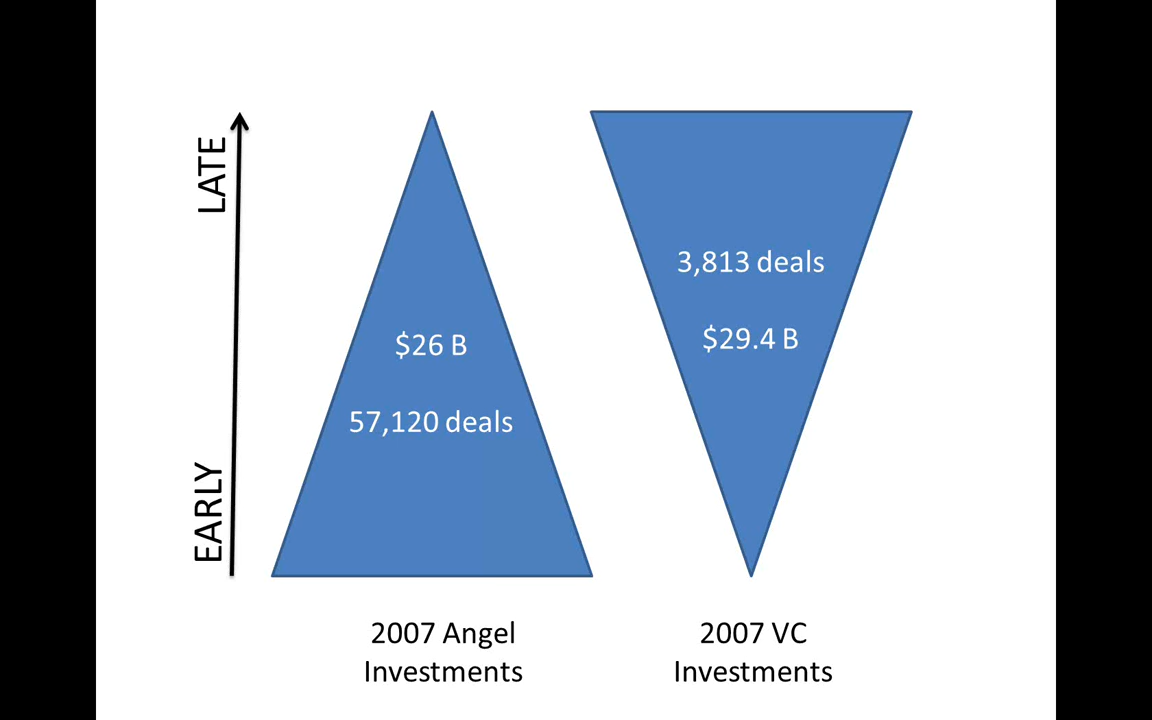 LATE
EARLY
$26 B
57,120 deals
2007 Angel
Investments
3,813 deals
$29.4 B
2007 VC
Investments